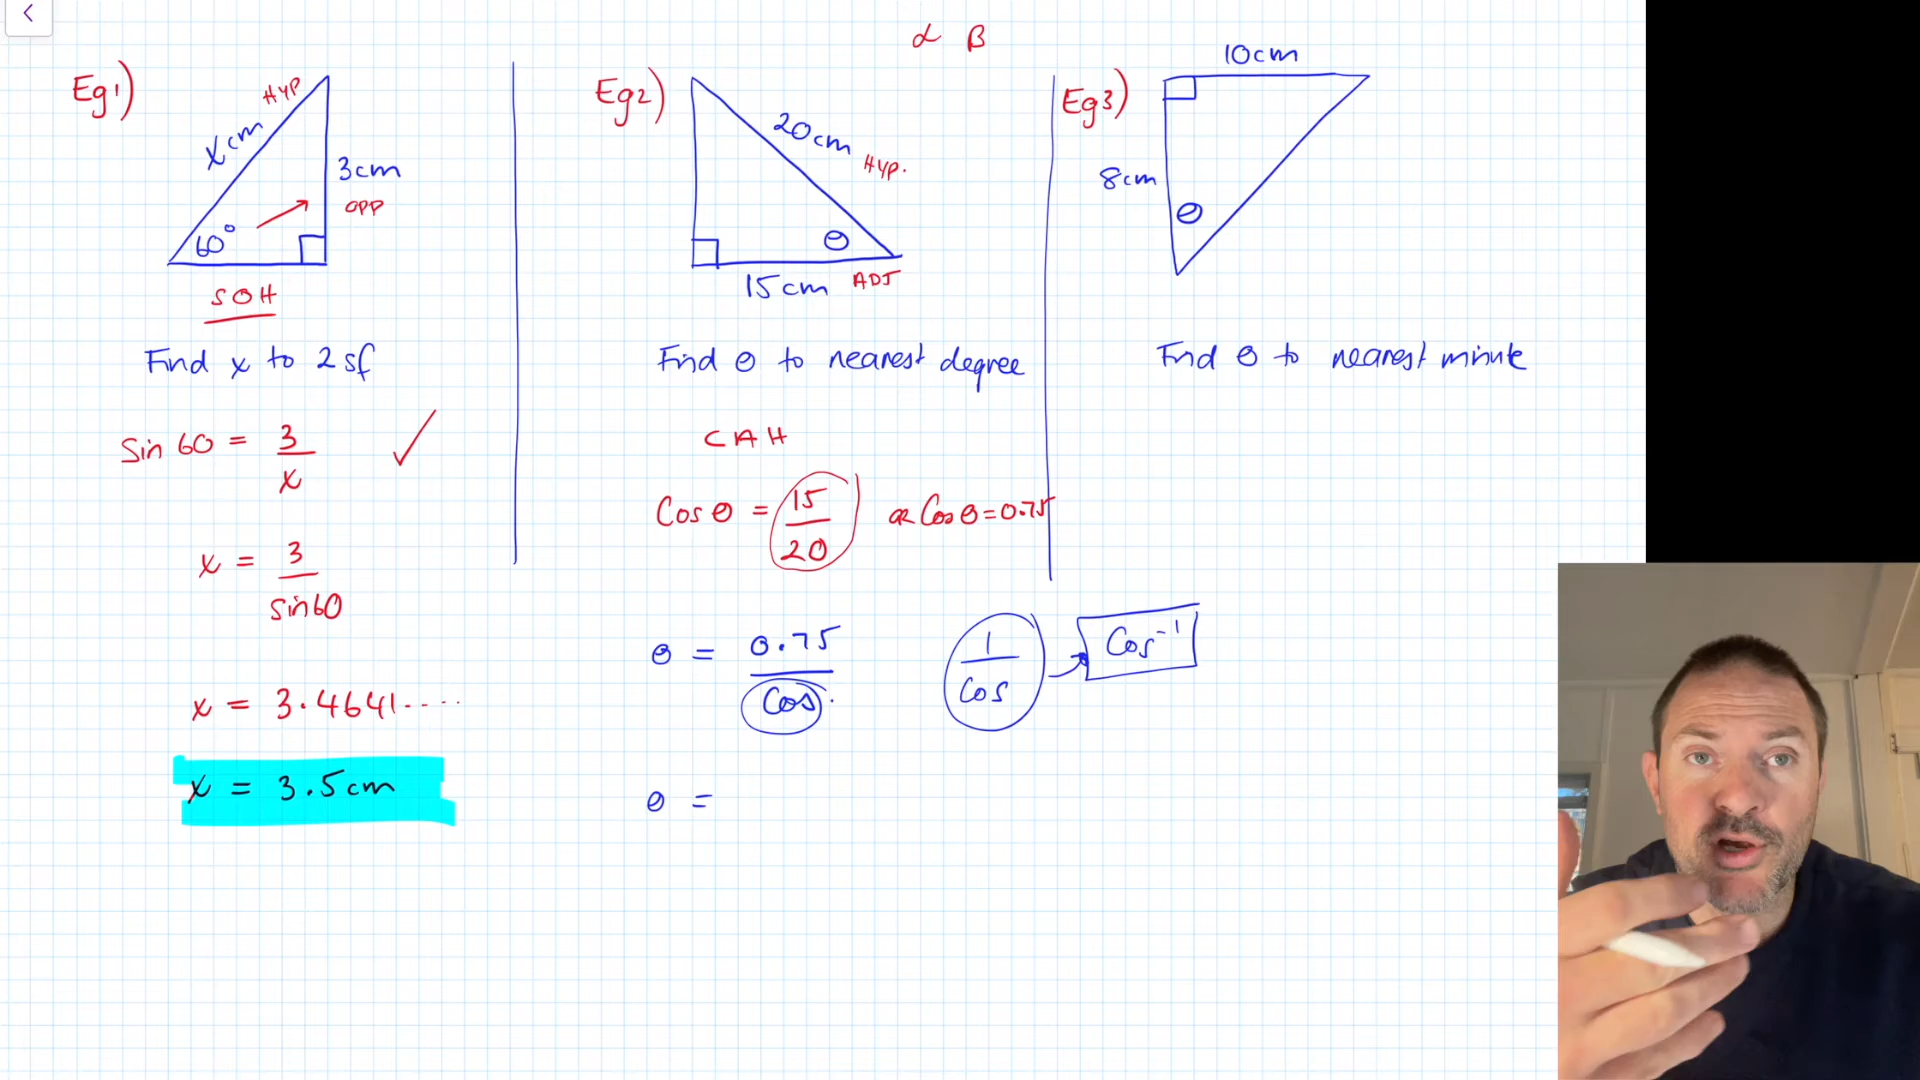 α β
Eg1)
HYP
x cm
3cm
OPP
60°
SOH
Find x to 2 sf
Sin 60 = 3/x
x = 3/sin60
x = 3.4641....
x = 3.5cm
Eg2)
20cm
HYP.
θ
15cm ADJ
Find θ to nearest degree
CAH
Cos θ = 15/20 or Cos θ = 0.75
θ = 0.75/Cos
1/Cos
Cos⁻¹
θ =
Eg3)
10cm
8cm
θ
Find θ to nearest minute